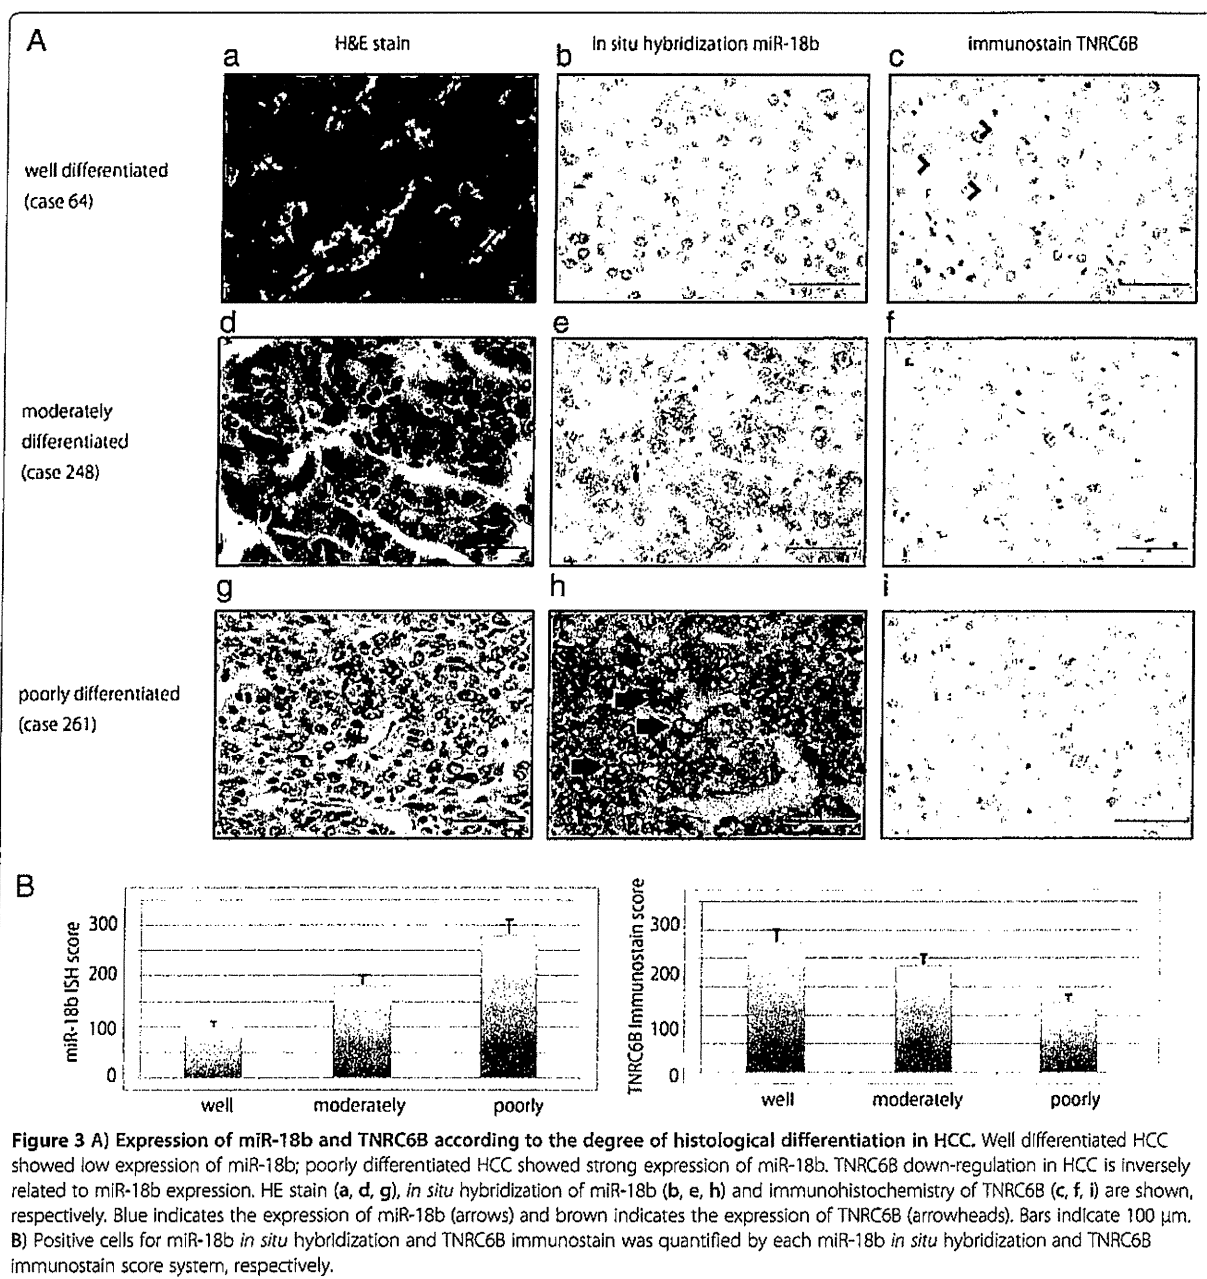 A
H&E stain
In situ hybridization miR-18b
immunostain TNRC6B
a
b
c
well differentiated
(case 64)
d
e
f
moderately
differentiated
(case 248)
g
h
i
poorly differentiated
(case 261)
B
miR-18b ISH score
300
200
100
0
well
moderately
poorly
TNRC6B Immunostain score
300
200
100
0
well
moderately
poorly
Figure 3 A) Expression of miR-18b and TNRC6B according to the degree of histological differentiation in HCC. Well differentiated HCC
showed low expression of miR-18b; poorly differentiated HCC showed strong expression of miR-18b. TNRC6B down-regulation in HCC is inversely
related to miR-18b expression. HE stain (a, d, g), in situ hybridization of miR-18b (b, e, h) and immunohistochemistry of TNRC6B (c, f, i) are shown,
respectively. Blue indicates the expression of miR-18b (arrows) and brown indicates the expression of TNRC6B (arrowheads). Bars indicate 100 μm.
B) Positive cells for miR-18b in situ hybridization and TNRC6B immunostain was quantified by each miR-18b in situ hybridization and TNRC6B
immunostain score system, respectively.